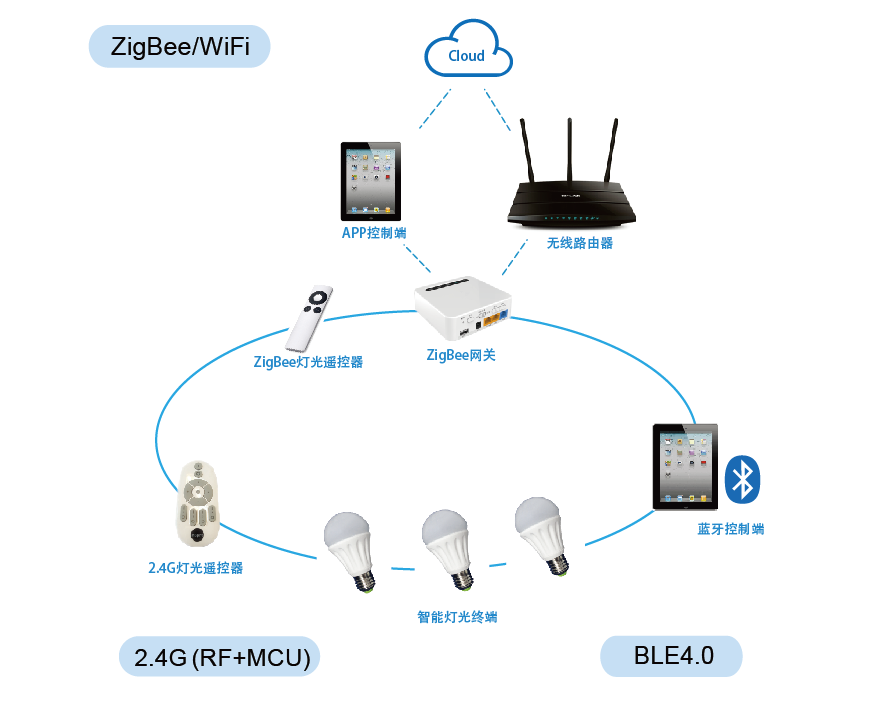 ZigBee/WiFi
Cloud
APP控制端
无线路由器
ZigBee灯光遥控器
ZigBee网关
蓝牙控制端
2.4G灯光遥控器
智能灯光终端
2.4G (RF+MCU)
BLE4.0